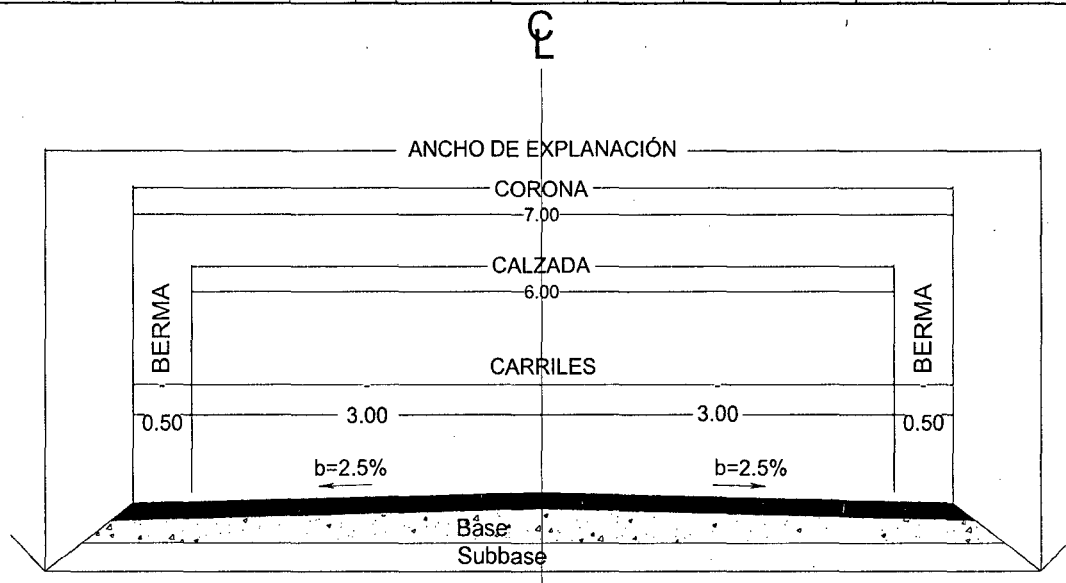 CL
ANCHO DE EXPLANACIÓN
CORONA
7.00
CALZADA
6.00
BERMA
BERMA
CARRILES
0.50
3.00
3.00
0.50
b=2.5%
b=2.5%
Base
Subbase